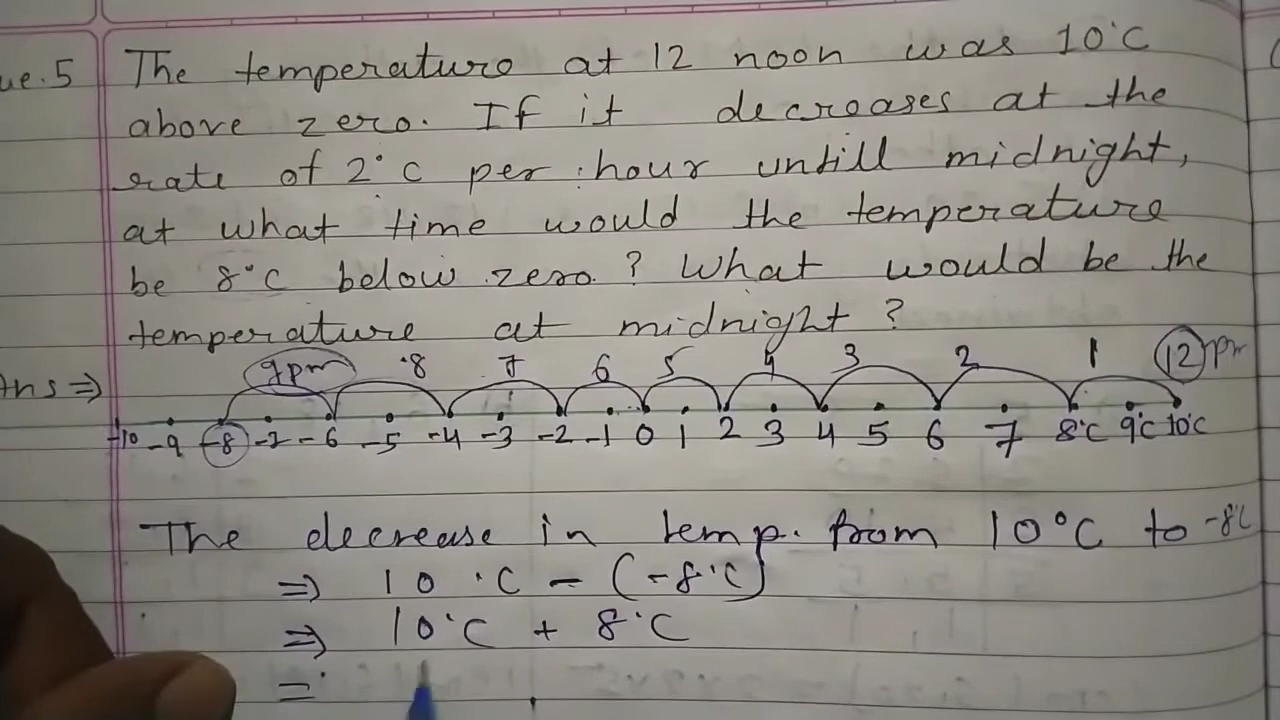 ue.5 The temperature at 12 noon was 10°C
above zero. If it decreases at the
rate of 2°C per hour untill midnight,
at what time would the temperature
be 8°C below zero? What would be the
temperature at midnight?
9pm 8 7 6 5 4 3 2 1 12 pm
Ans ⇒
-10 -9 -8 -7 -6 -5 -4 -3 -2 -1 0 1 2 3 4 5 6 7 8°C 9°C 10°C
The decrease in temp. from 10°C to -8°C
⇒ 10°C - (-8°C)
⇒ 10°C + 8°C
=